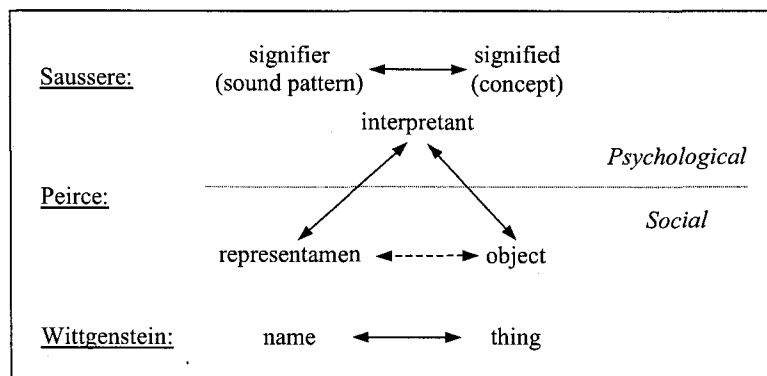 signifier signified
Saussere: (sound pattern) (concept)
interpretant
Psychological
Peirce:
Social
representamen object
Wittgenstein: name thing